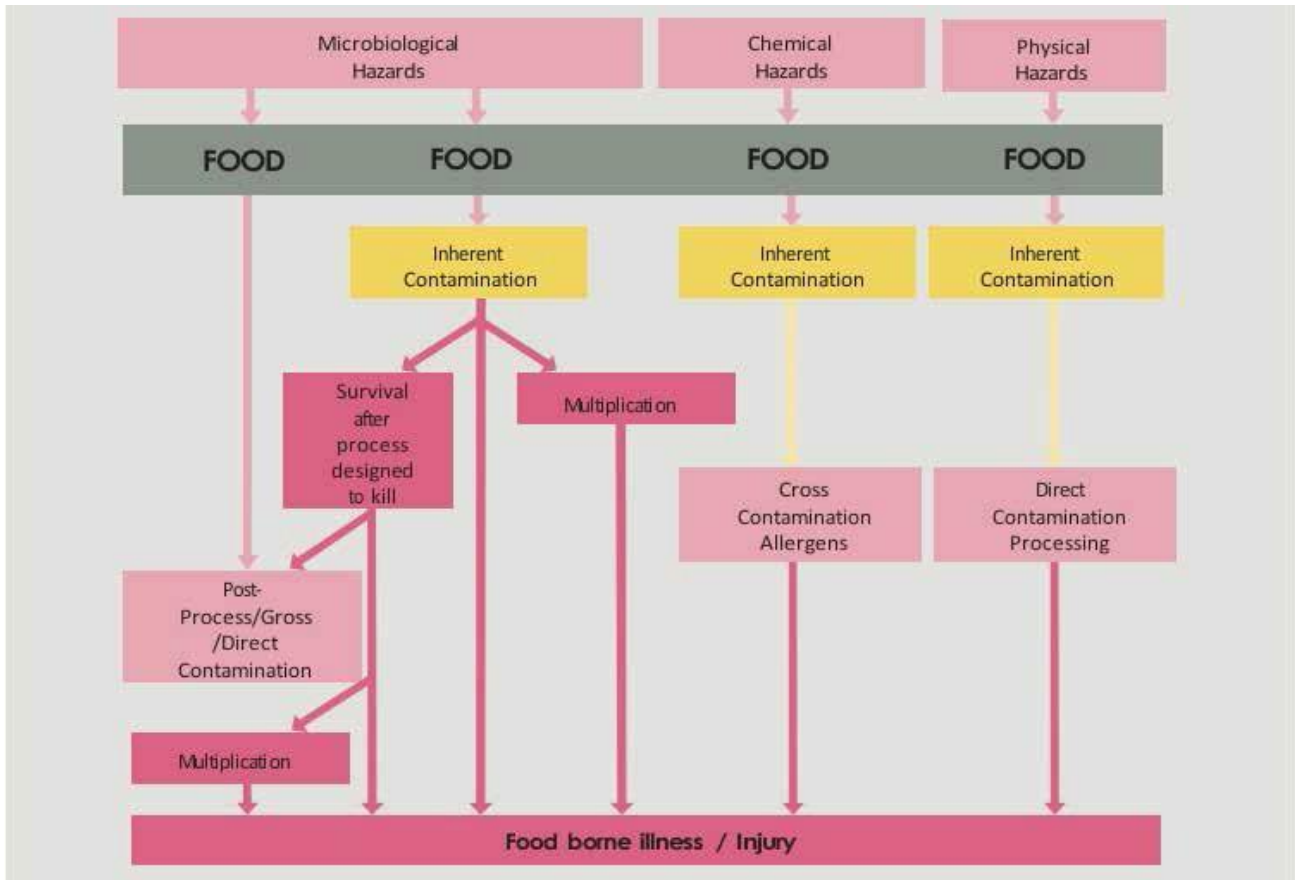 Microbiological
Hazards
Chemical
Hazards
Physical
Hazards
FOOD
FOOD
FOOD
FOOD
Inherent
Contamination
Inherent
Contamination
Inherent
Contamination
Survival
after
process
designed
to kill
Multiplication
Cross
Contamination
Allergens
Direct
Contamination
Processing
Post-
Process/Gross
/Direct
Contamination
Multiplication
Food borne illness / Injury